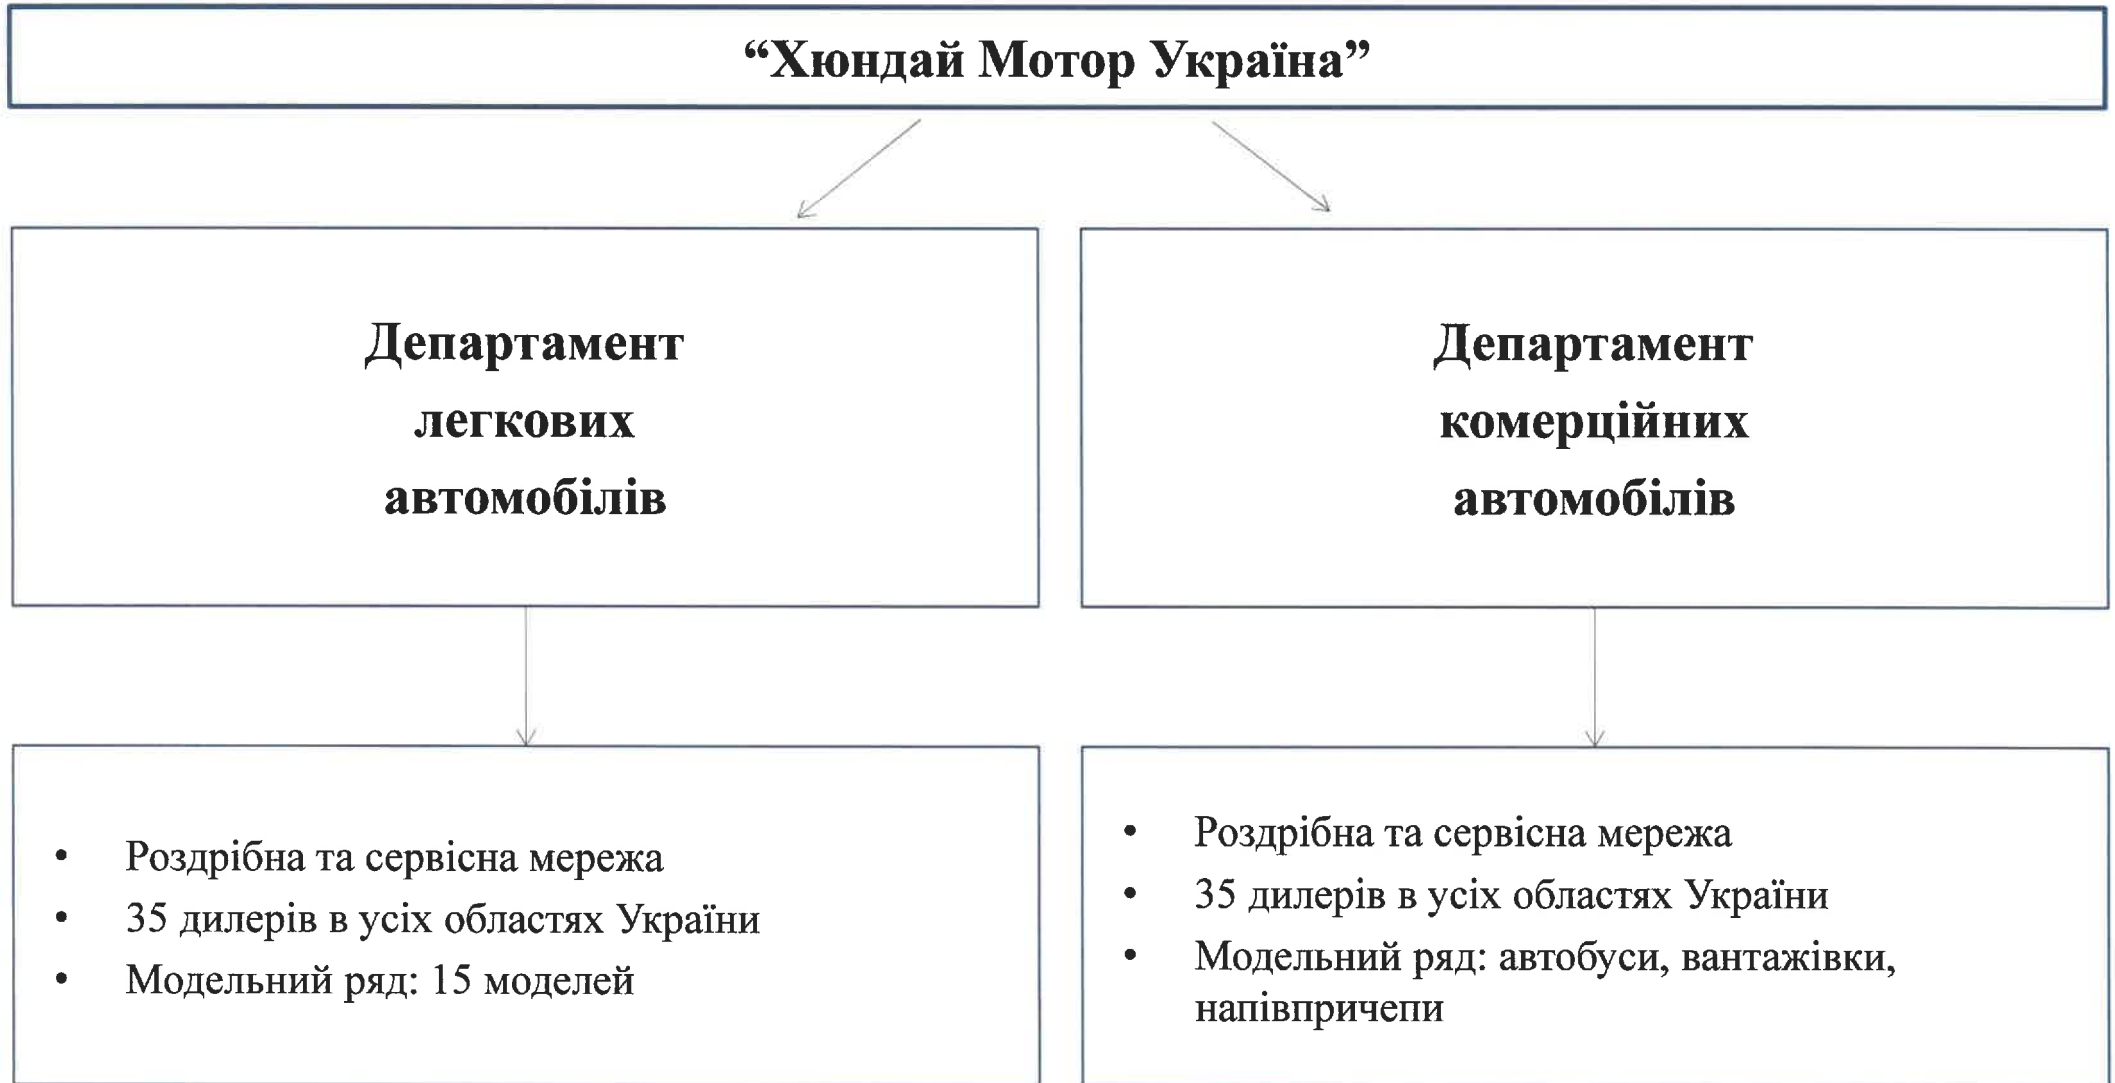 “Хюндай Мотор Україна”
Департамент
легкових
автомобілів
Департамент
комерційних
автомобілів
• Роздрібна та сервісна мережа
• 35 дилерів в усіх областях України
• Модельний ряд: 15 моделей
• Роздрібна та сервісна мережа
• 35 дилерів в усіх областях України
• Модельний ряд: автобуси, вантажівки,
напівпричепи